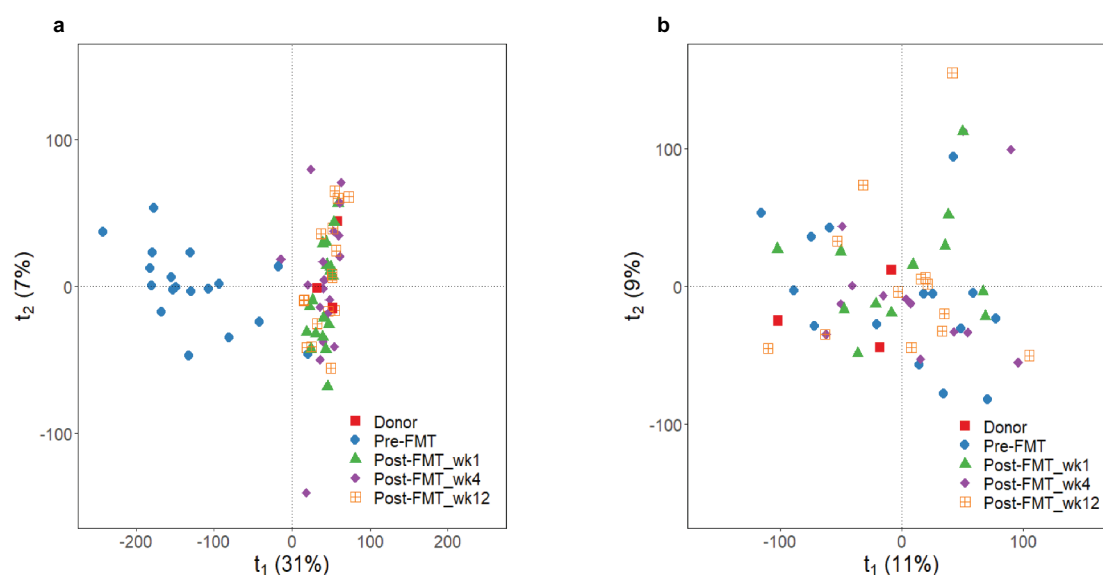 a
t2 (7%)
100
0
-100
Donor
Pre-FMT
Post-FMT_wk1
Post-FMT_wk4
Post-FMT_wk12
-200 -100 0 100 200
t1 (31%)
b
t2 (9%)
100
0
-100
Donor
Pre-FMT
Post-FMT_wk1
Post-FMT_wk4
Post-FMT_wk12
-100 0 100
t1 (11%)